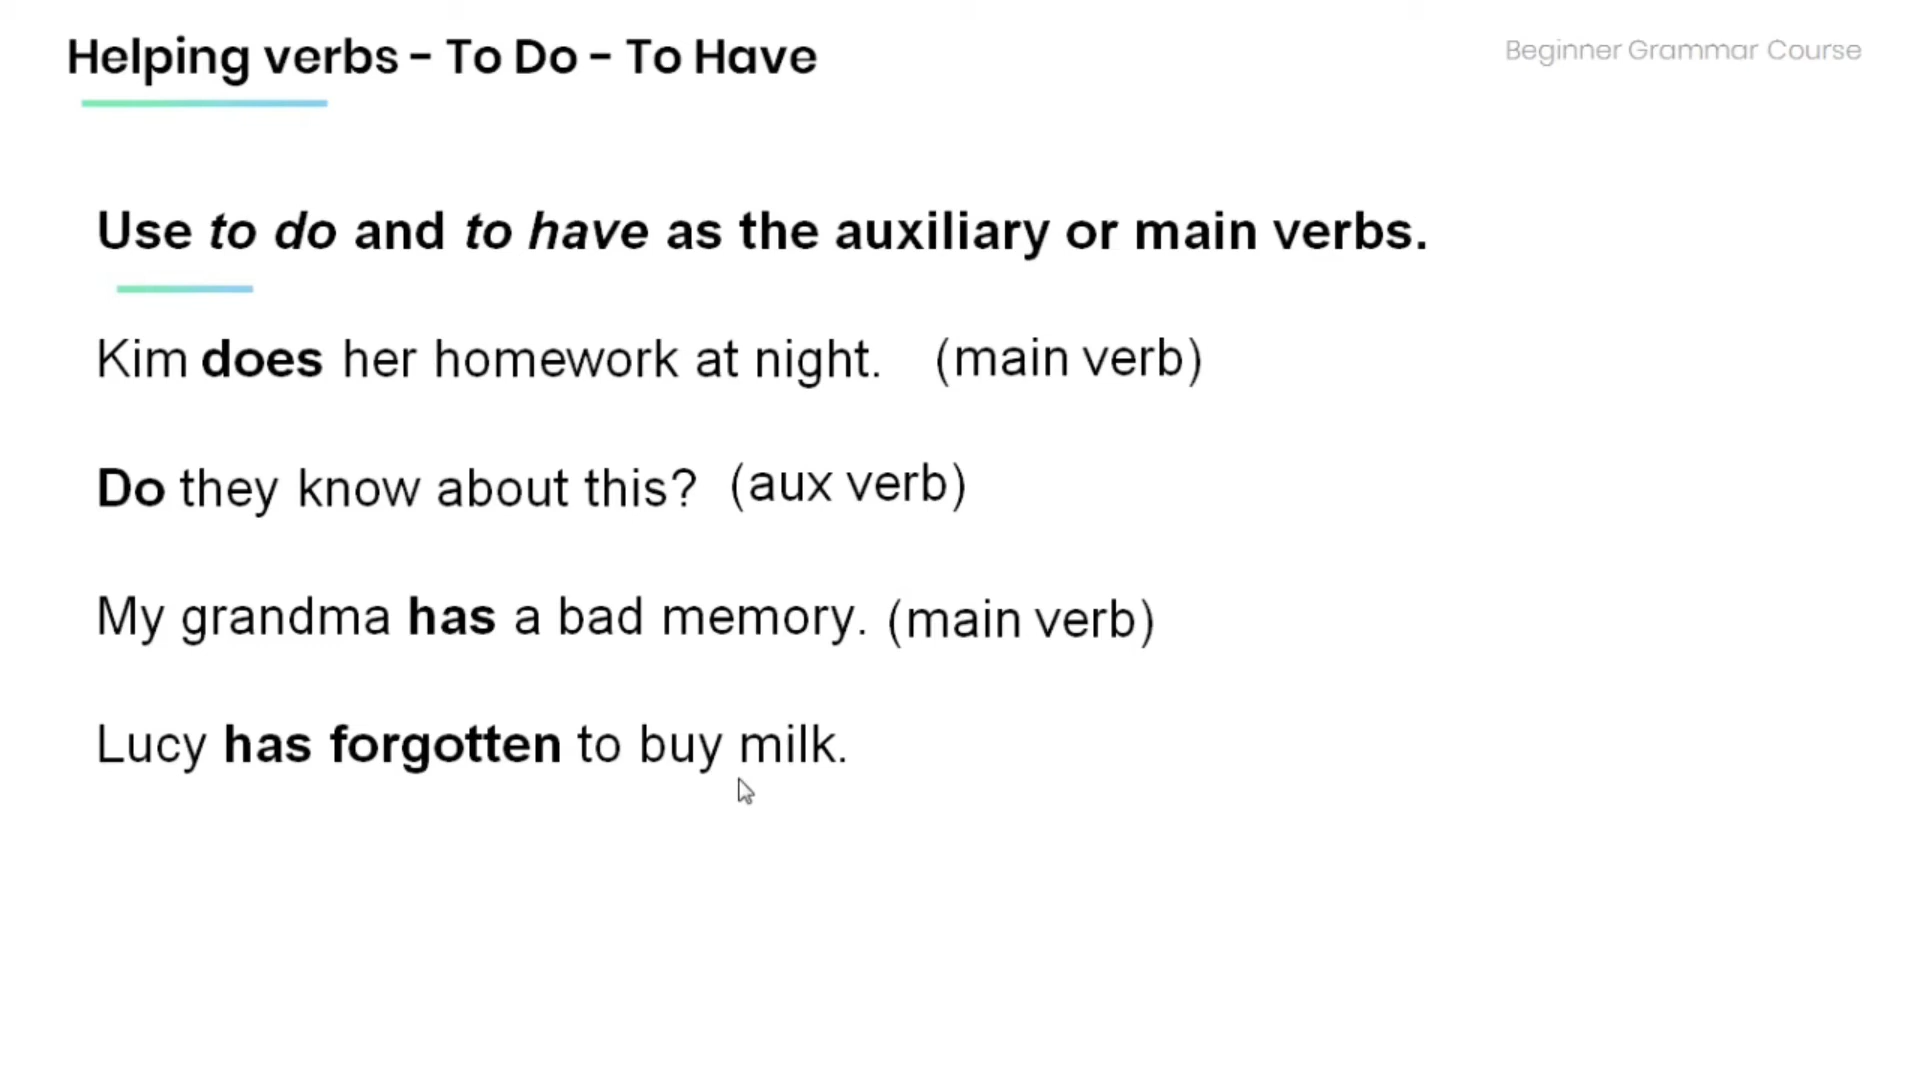 Helping verbs – To Do – To Have
Beginner Grammar Course
Use to do and to have as the auxiliary or main verbs.
Kim does her homework at night. (main verb)
Do they know about this? (aux verb)
My grandma has a bad memory. (main verb)
Lucy has forgotten to buy milk.